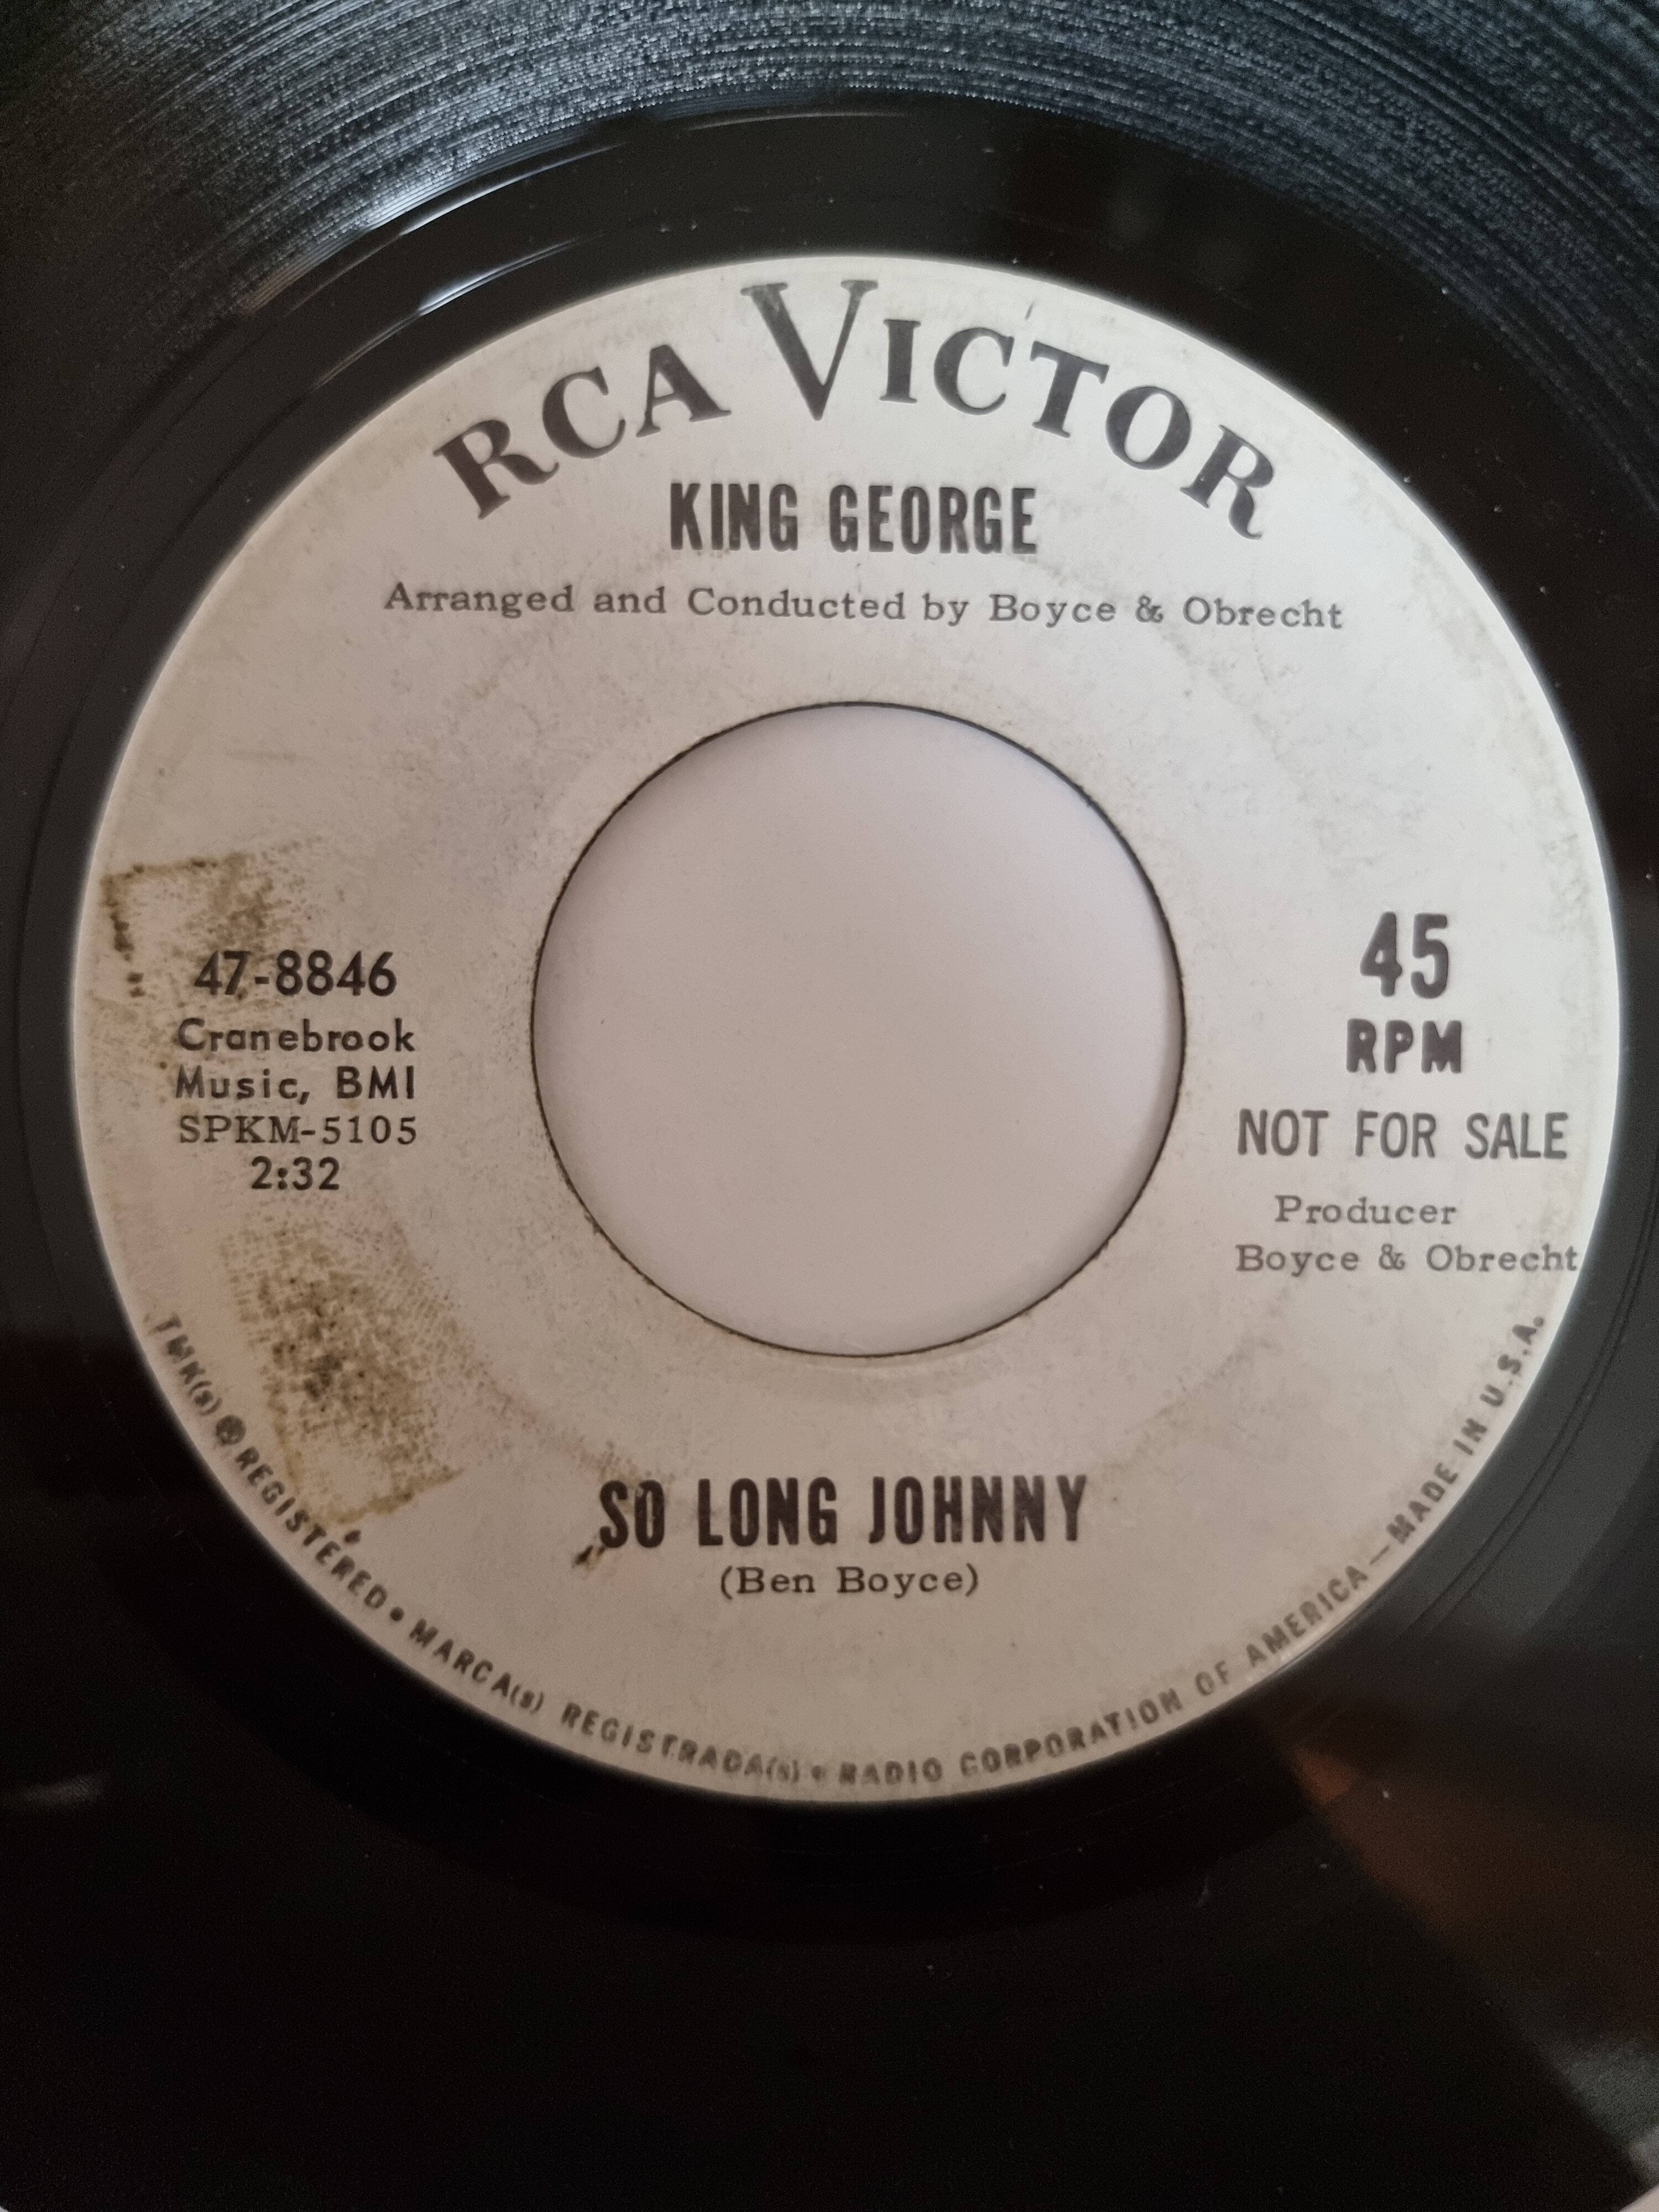 RCA VICTOR
KING GEORGE
Arranged and Conducted by Boyce & Obrecht
47-8846
Cranebrook
Music, BMI
SPKM-5105
2:32
45
RPM
NOT FOR SALE
Producer
Boyce & Obrecht
SO LONG JOHNNY
(Ben Boyce)
TMK(s) ® REGISTERED • MARCA(s) REGISTRADA(s) • RADIO CORPORATION OF AMERICA — MADE IN U.S.A.